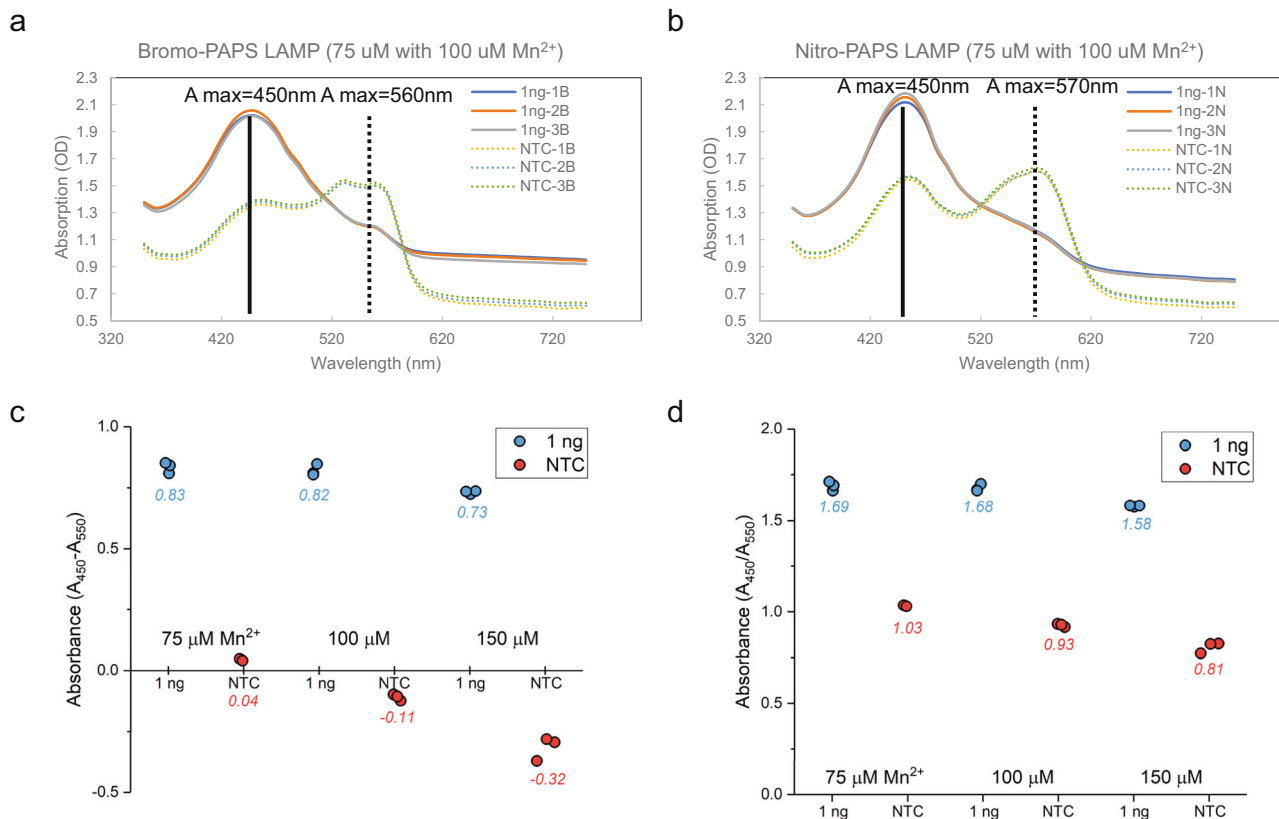 a
Bromo-PAPS LAMP (75 uM with 100 uM Mn²⁺)
A max=450nm A max=560nm
2.3
2.1
1.9
1.7
1.5
1.3
1.1
0.9
0.7
0.5
Absorption (OD)
320 420 520 620 720
Wavelength (nm)
1ng-1B
1ng-2B
1ng-3B
NTC-1B
NTC-2B
NTC-3B
b
Nitro-PAPS LAMP (75 uM with 100 uM Mn²⁺)
A max=450nm A max=570nm
2.3
2.1
1.9
1.7
1.5
1.3
1.1
0.9
0.7
0.5
Absorption (OD)
320 420 520 620 720
Wavelength (nm)
1ng-1N
1ng-2N
1ng-3N
NTC-1N
NTC-2N
NTC-3N
c
1.0
0.5
0.0
-0.5
Absorbance (A₄₅₀-A₅₅₀)
1 ng
NTC
0.83 0.82 0.73
75 μM Mn²⁺ 100 μM 150 μM
1 ng NTC 1 ng NTC 1 ng NTC
0.04 -0.11 -0.32
d
2.0
1.5
1.0
0.5
0.0
Absorbance (A₄₅₀/A₅₅₀)
1 ng
NTC
1.69 1.68 1.58
1.03 0.93 0.81
75 μM Mn²⁺ 100 μM 150 μM
1 ng NTC 1 ng NTC 1 ng NTC